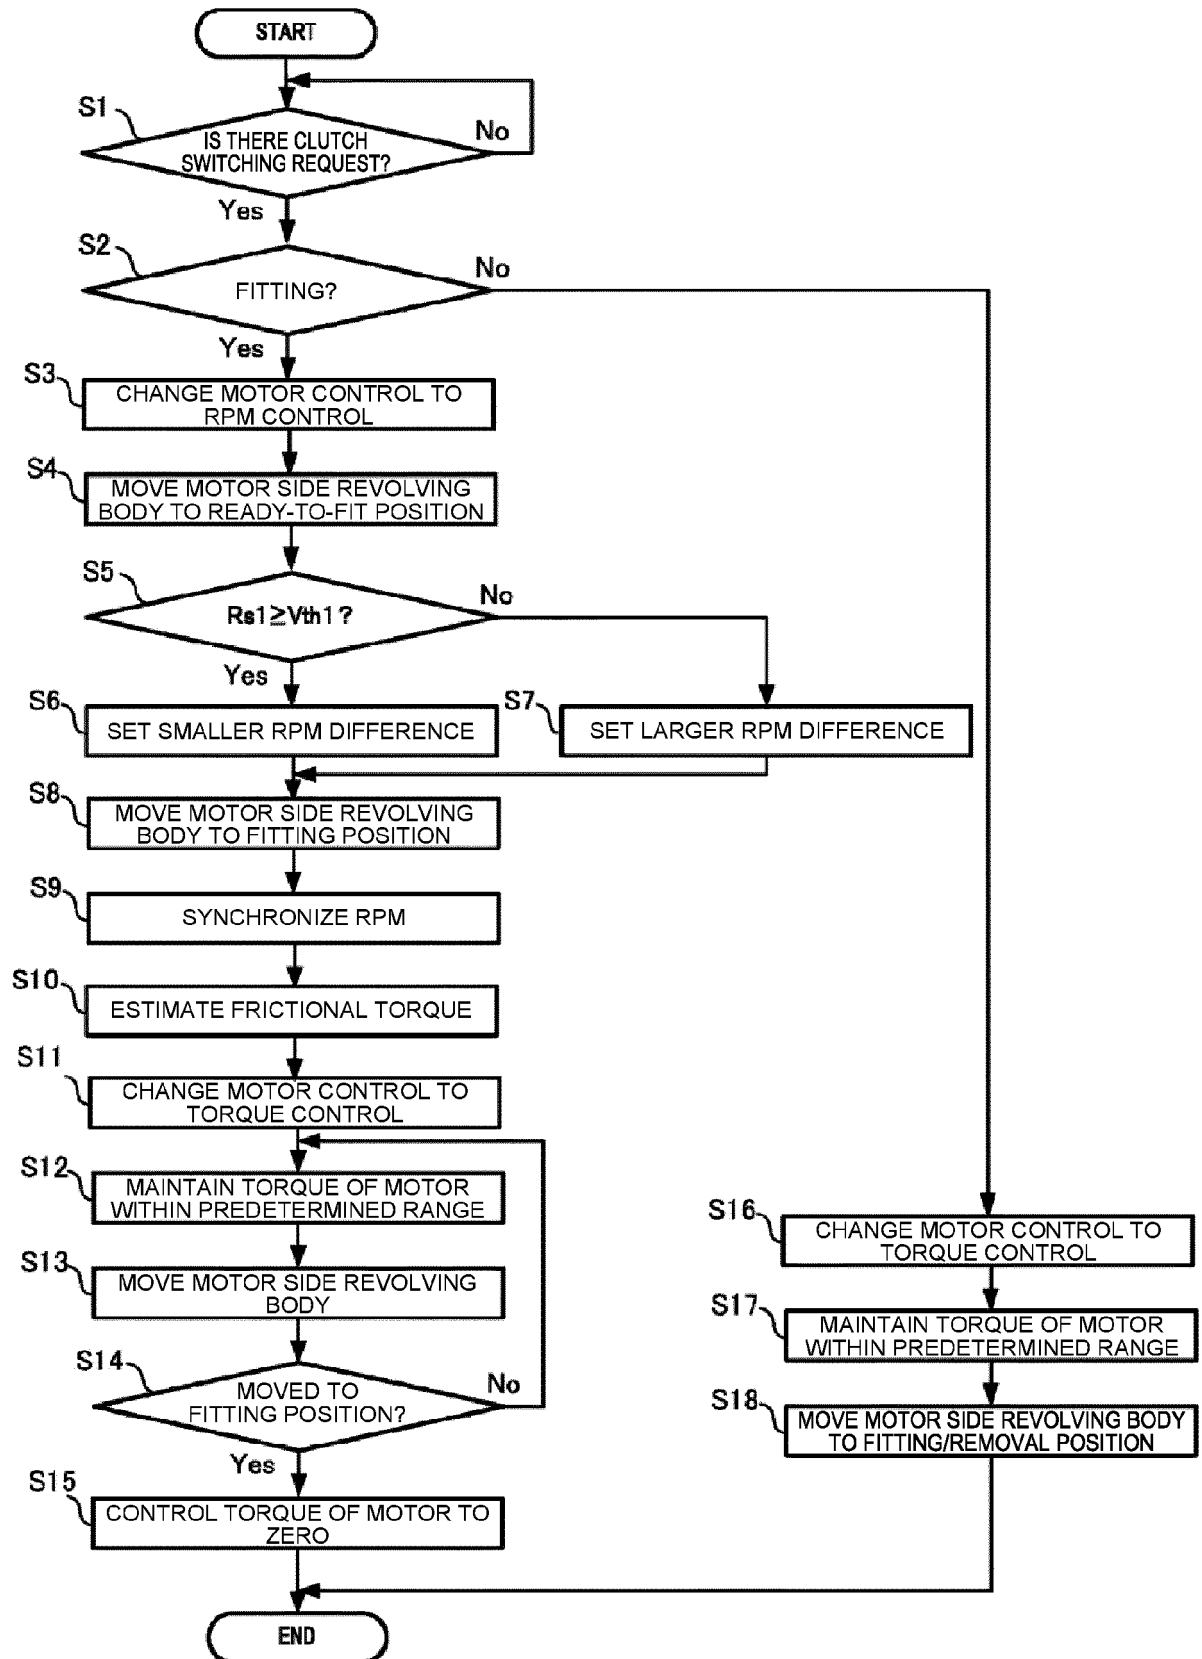 START
S1
IS THERE CLUTCH
SWITCHING REQUEST?
No
Yes
S2
FITTING?
No
Yes
S3
CHANGE MOTOR CONTROL TO
RPM CONTROL
S4
MOVE MOTOR SIDE REVOLVING
BODY TO READY-TO-FIT POSITION
S5
Rs1≧Vth1?
No
Yes
S6
SET SMALLER RPM DIFFERENCE
S7
SET LARGER RPM DIFFERENCE
S8
MOVE MOTOR SIDE REVOLVING
BODY TO FITTING POSITION
S9
SYNCHRONIZE RPM
S10
ESTIMATE FRICTIONAL TORQUE
S11
CHANGE MOTOR CONTROL TO
TORQUE CONTROL
S12
MAINTAIN TORQUE OF MOTOR
WITHIN PREDETERMINED RANGE
S13
MOVE MOTOR SIDE REVOLVING
BODY
S14
MOVED TO
FITTING POSITION?
No
Yes
S15
CONTROL TORQUE OF MOTOR TO
ZERO
S16
CHANGE MOTOR CONTROL TO
TORQUE CONTROL
S17
MAINTAIN TORQUE OF MOTOR
WITHIN PREDETERMINED RANGE
S18
MOVE MOTOR SIDE REVOLVING BODY
TO FITTING/REMOVAL POSITION
END